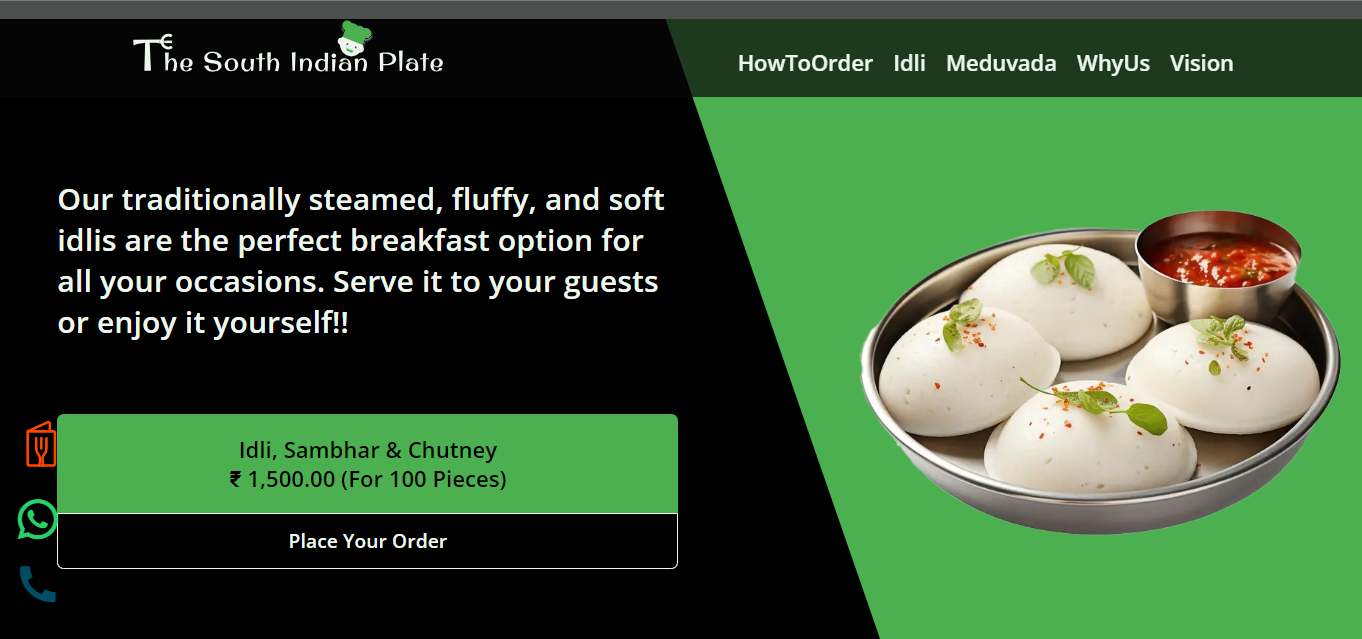 The South Indian Plate
HowToOrder Idli Meduvada WhyUs Vision
Our traditionally steamed, fluffy, and soft
idlis are the perfect breakfast option for
all your occasions. Serve it to your guests
or enjoy it yourself!!
Idli, Sambhar & Chutney
₹ 1,500.00 (For 100 Pieces)
Place Your Order